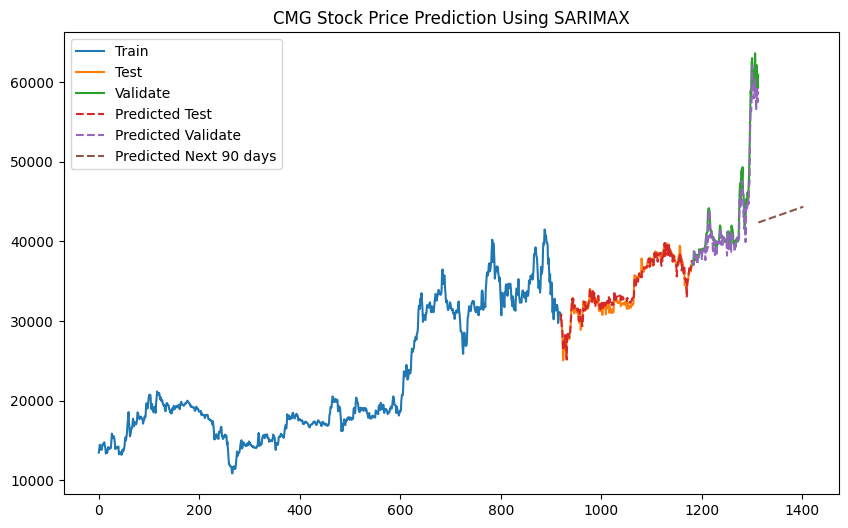 CMG Stock Price Prediction Using SARIMAX
Train
Test
Validate
Predicted Test
Predicted Validate
Predicted Next 90 days
60000
50000
40000
30000
20000
10000
0 200 400 600 800 1000 1200 1400